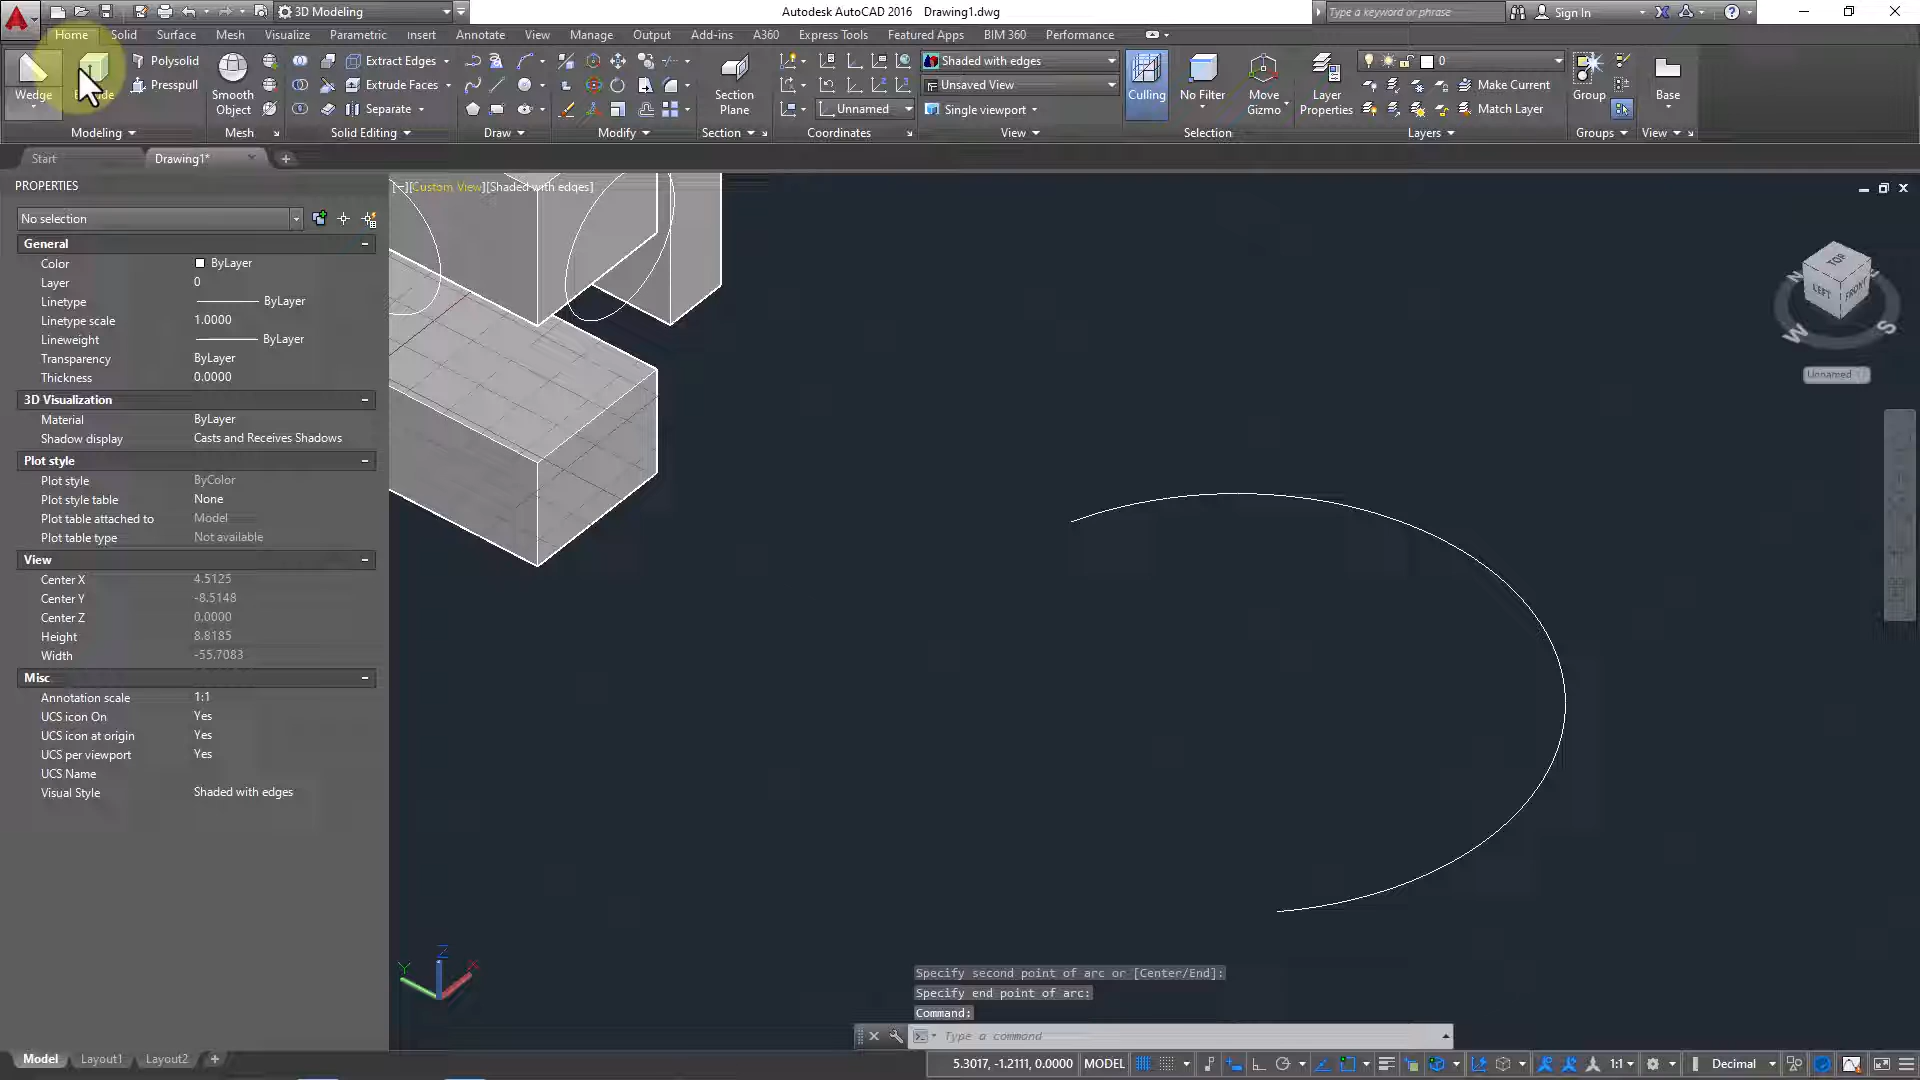 3D Modeling
Autodesk AutoCAD 2016 Drawing1.dwg
Type a keyword or phrase
Sign In
Home Solid Surface Mesh Visualize Parametric Insert Annotate View Manage Output Add-ins A360 Express Tools Featured Apps BIM 360 Performance
Wedge
Polysolid
Presspull
Modeling
Smooth
Object
Mesh
Extract Edges
Extrude Faces
Separate
Solid Editing
Draw
Modify
Section
Plane
Section
Unnamed
Coordinates
Shaded with edges
Unsaved View
Single viewport
View
Culling
No Filter
Move
Gizmo
Selection
Layer
Properties
0
Make Current
Match Layer
Layers
Group
Groups
Base
View
Start
Drawing1*
PROPERTIES
No selection
General
Color ByLayer
Layer 0
Linetype ByLayer
Linetype scale 1.0000
Lineweight ByLayer
Transparency ByLayer
Thickness 0.0000
3D Visualization
Material ByLayer
Shadow display Casts and Receives Shadows
Plot style
Plot style ByColor
Plot style table None
Plot table attached to Model
Plot table type Not available
View
Center X 4.5125
Center Y -8.5148
Center Z 0.0000
Height 8.8185
Width -55.7083
Misc
Annotation scale 1:1
UCS icon On Yes
UCS icon at origin Yes
UCS per viewport Yes
UCS Name
Visual Style Shaded with edges
[−][Custom View][Shaded with edges]
TOP
LEFT
FRONT
N
W
S
Unnamed
Z
Y
X
Specify second point of arc or [Center/End]:
Specify end point of arc:
Command:
Type a command
Model Layout1 Layout2
5.3017, -1.2111, 0.0000 MODEL
1:1
Decimal